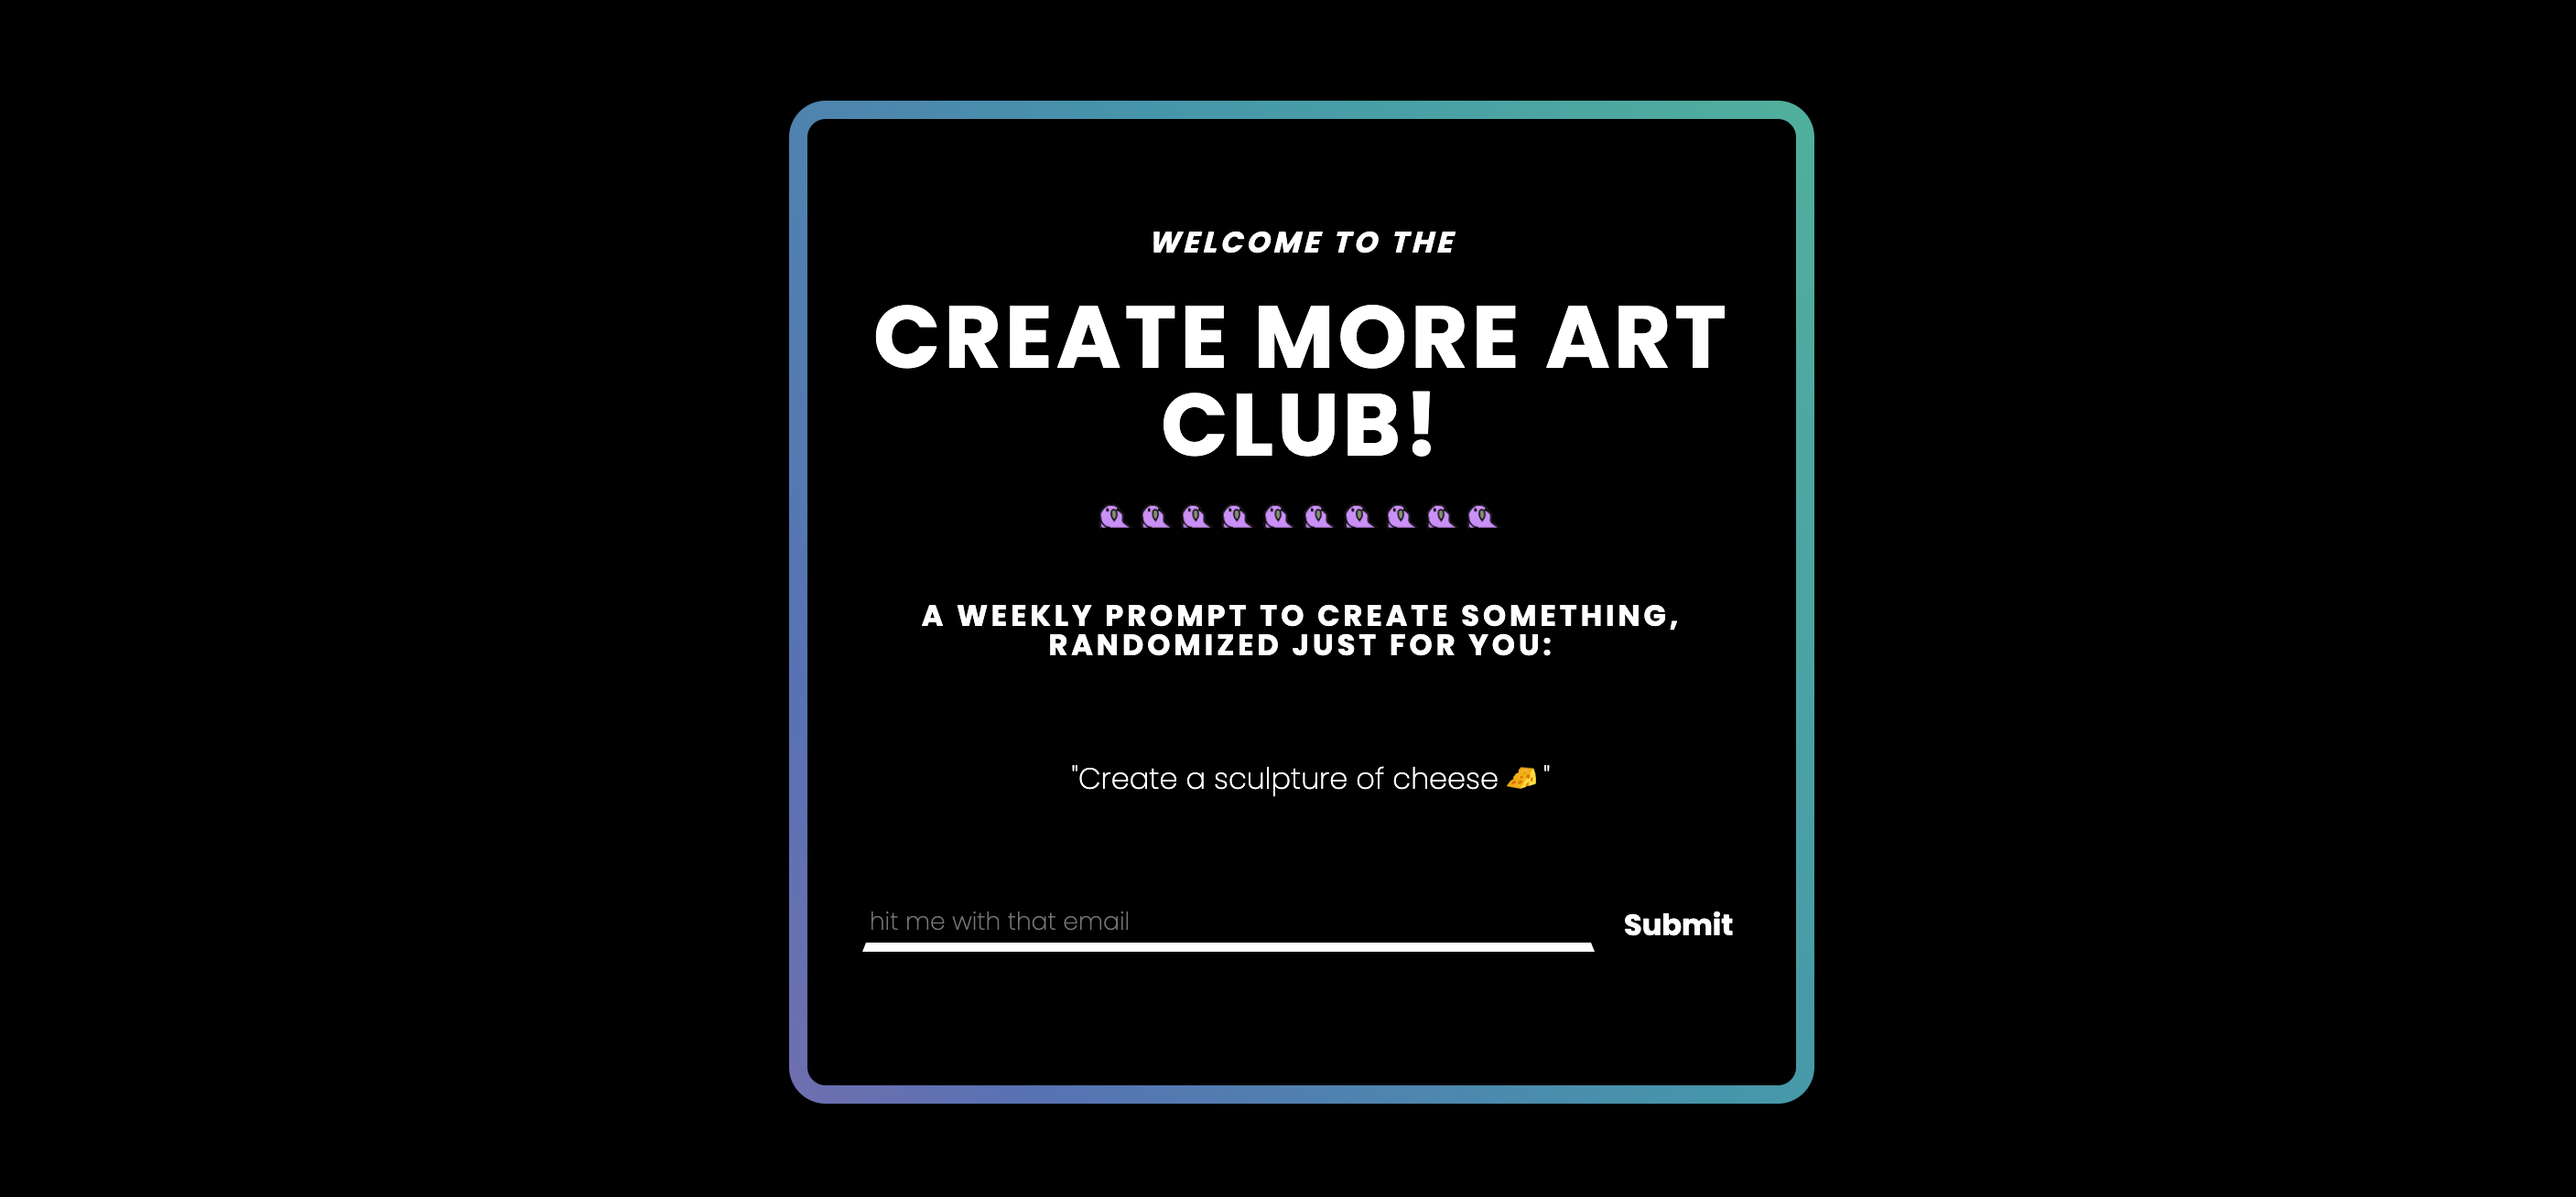 WELCOME TO THE
CREATE MORE ART
CLUB!
A WEEKLY PROMPT TO CREATE SOMETHING,
RANDOMIZED JUST FOR YOU:
"Create a sculpture of cheese 🧀 "
hit me with that email
Submit